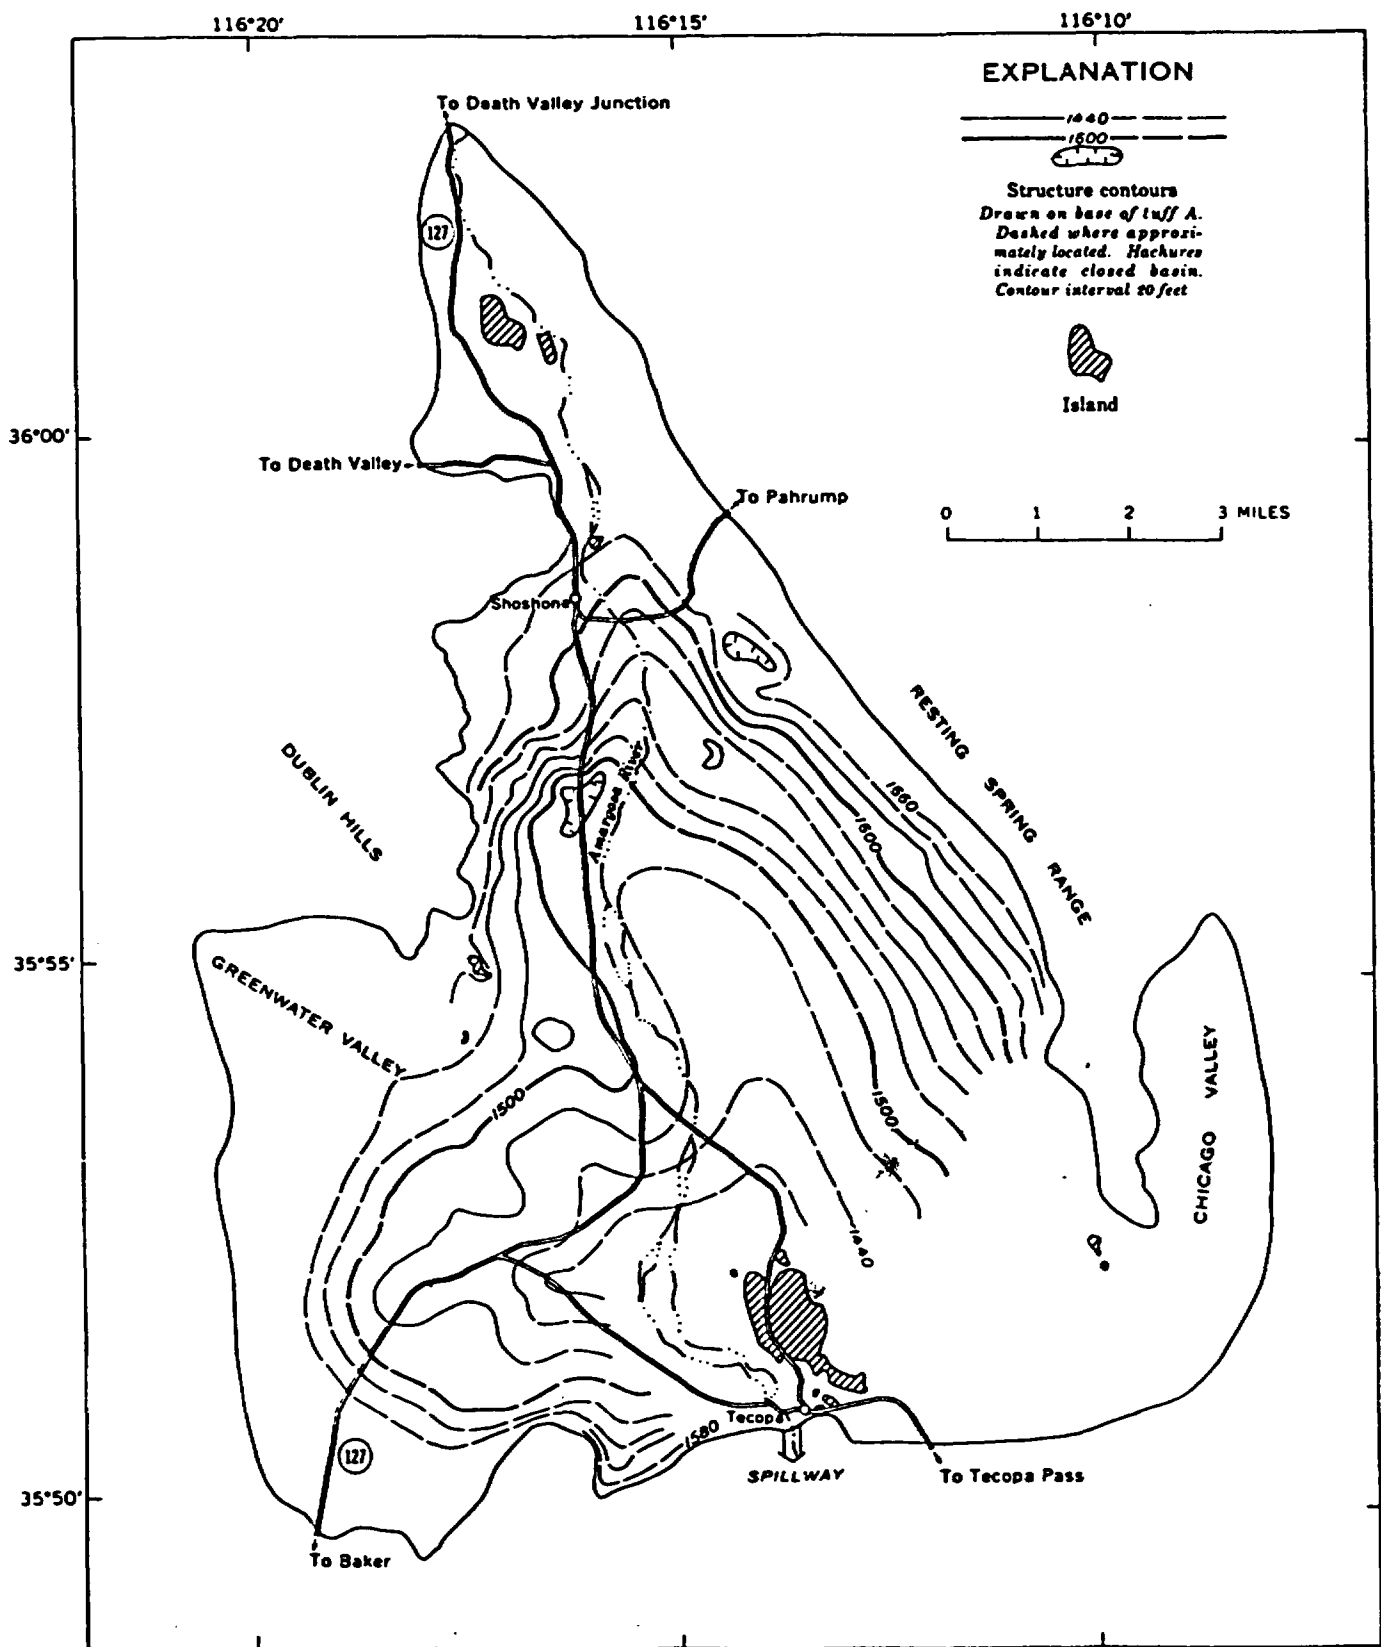 116°20'
116°15'
116°10'
EXPLANATION
1440
1600
Structure contours
Drawn on base of tuff A.
Dashed where approxi-
mately located. Hachures
indicate closed basin.
Contour interval 20 feet
Island
To Death Valley Junction
127
36°00'
To Death Valley
To Pahrump
0 1 2 3 MILES
Shoshone
RESTING SPRING RANGE
DUBLIN HILLS
Amargosa River
1660
1600
35°55'
GREENWATER VALLEY
CHICAGO VALLEY
1500
1500
1440
Tecopa
1580
SPILLWAY
To Tecopa Pass
127
35°50'
To Baker